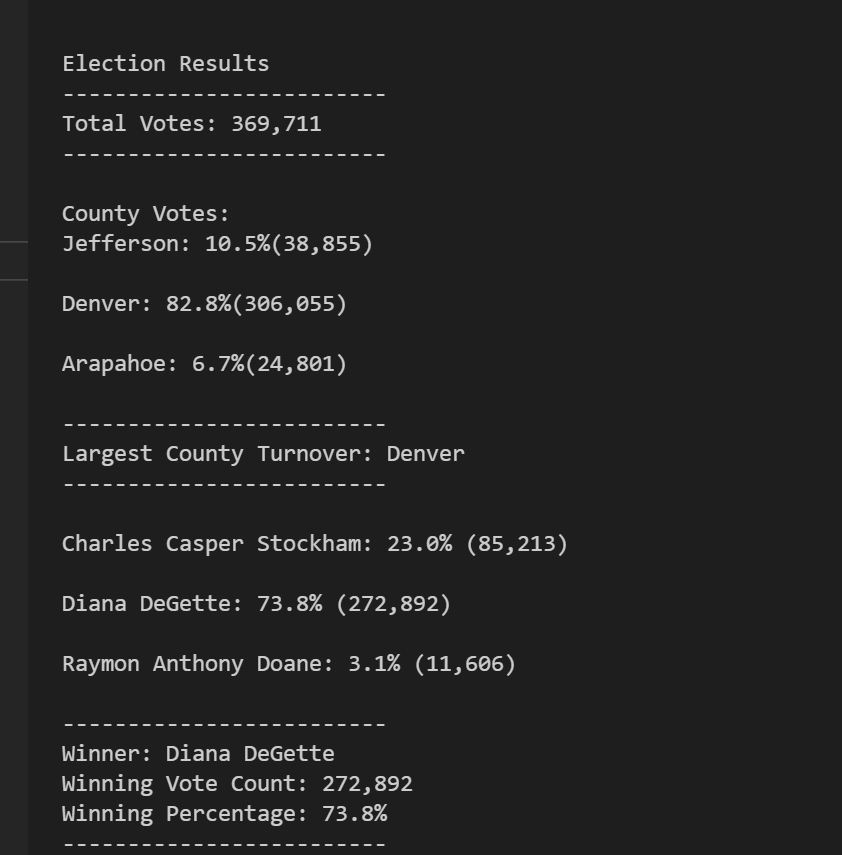 Election Results
-------------------------
Total Votes: 369,711
-------------------------
County Votes:
Jefferson: 10.5%(38,855)
Denver: 82.8%(306,055)
Arapahoe: 6.7%(24,801)
-------------------------
Largest County Turnover: Denver
-------------------------
Charles Casper Stockham: 23.0% (85,213)
Diana DeGette: 73.8% (272,892)
Raymon Anthony Doane: 3.1% (11,606)
-------------------------
Winner: Diana DeGette
Winning Vote Count: 272,892
Winning Percentage: 73.8%
-------------------------